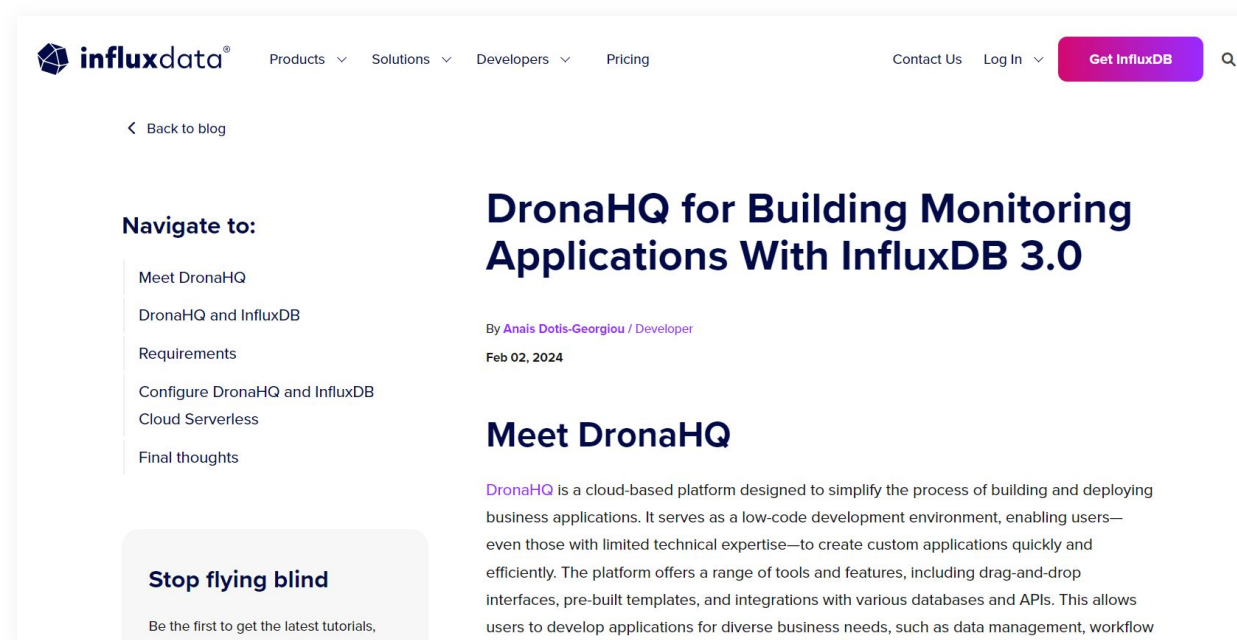 influxdata®
Products
Solutions
Developers
Pricing
Contact Us
Log In
Get InfluxDB
Back to blog
Navigate to:
Meet DronaHQ
DronaHQ and InfluxDB
Requirements
Configure DronaHQ and InfluxDB
Cloud Serverless
Final thoughts
Stop flying blind
Be the first to get the latest tutorials,
DronaHQ for Building Monitoring
Applications With InfluxDB 3.0
By Anais Dotis-Georgiou / Developer
Feb 02, 2024
Meet DronaHQ
DronaHQ is a cloud-based platform designed to simplify the process of building and deploying
business applications. It serves as a low-code development environment, enabling users—
even those with limited technical expertise—to create custom applications quickly and
efficiently. The platform offers a range of tools and features, including drag-and-drop
interfaces, pre-built templates, and integrations with various databases and APIs. This allows
users to develop applications for diverse business needs, such as data management, workflow